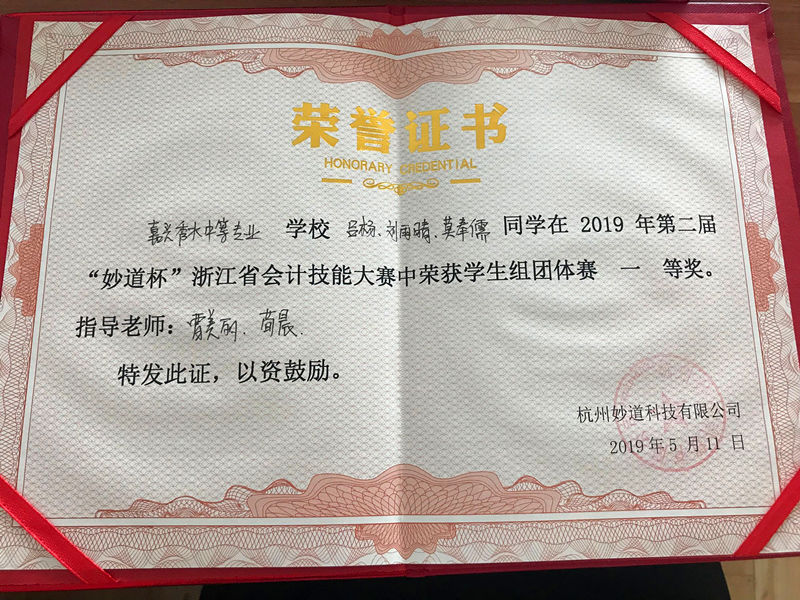 荣誉证书
HONORARY CREDENTIAL
嘉兴秀水中等专业 学校 吕杨、刘雨晴、莫奉儒 同学在 2019 年第二届
“妙道杯”浙江省会计技能大赛中荣获学生组团体赛 一 等奖。
指导老师：曹美丽、荀晨.
特发此证，以资鼓励。
杭州妙道科技有限公司
2019 年 5 月 11 日